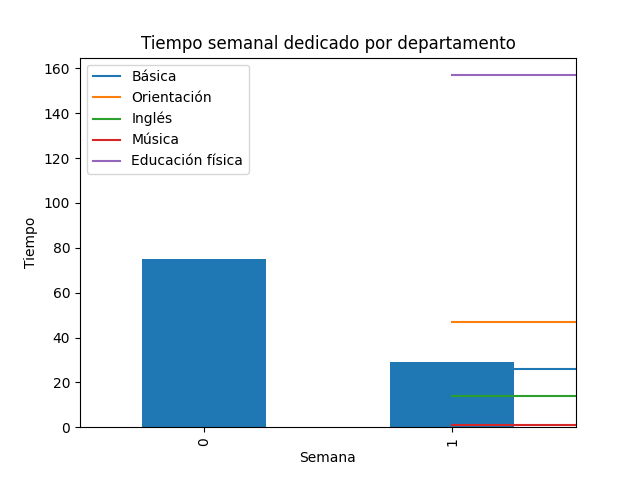 Tiempo semanal dedicado por departamento
Básica
Orientación
Inglés
Música
Educación física
160
140
120
100
80
60
40
20
0
Tiempo
0
1
Semana